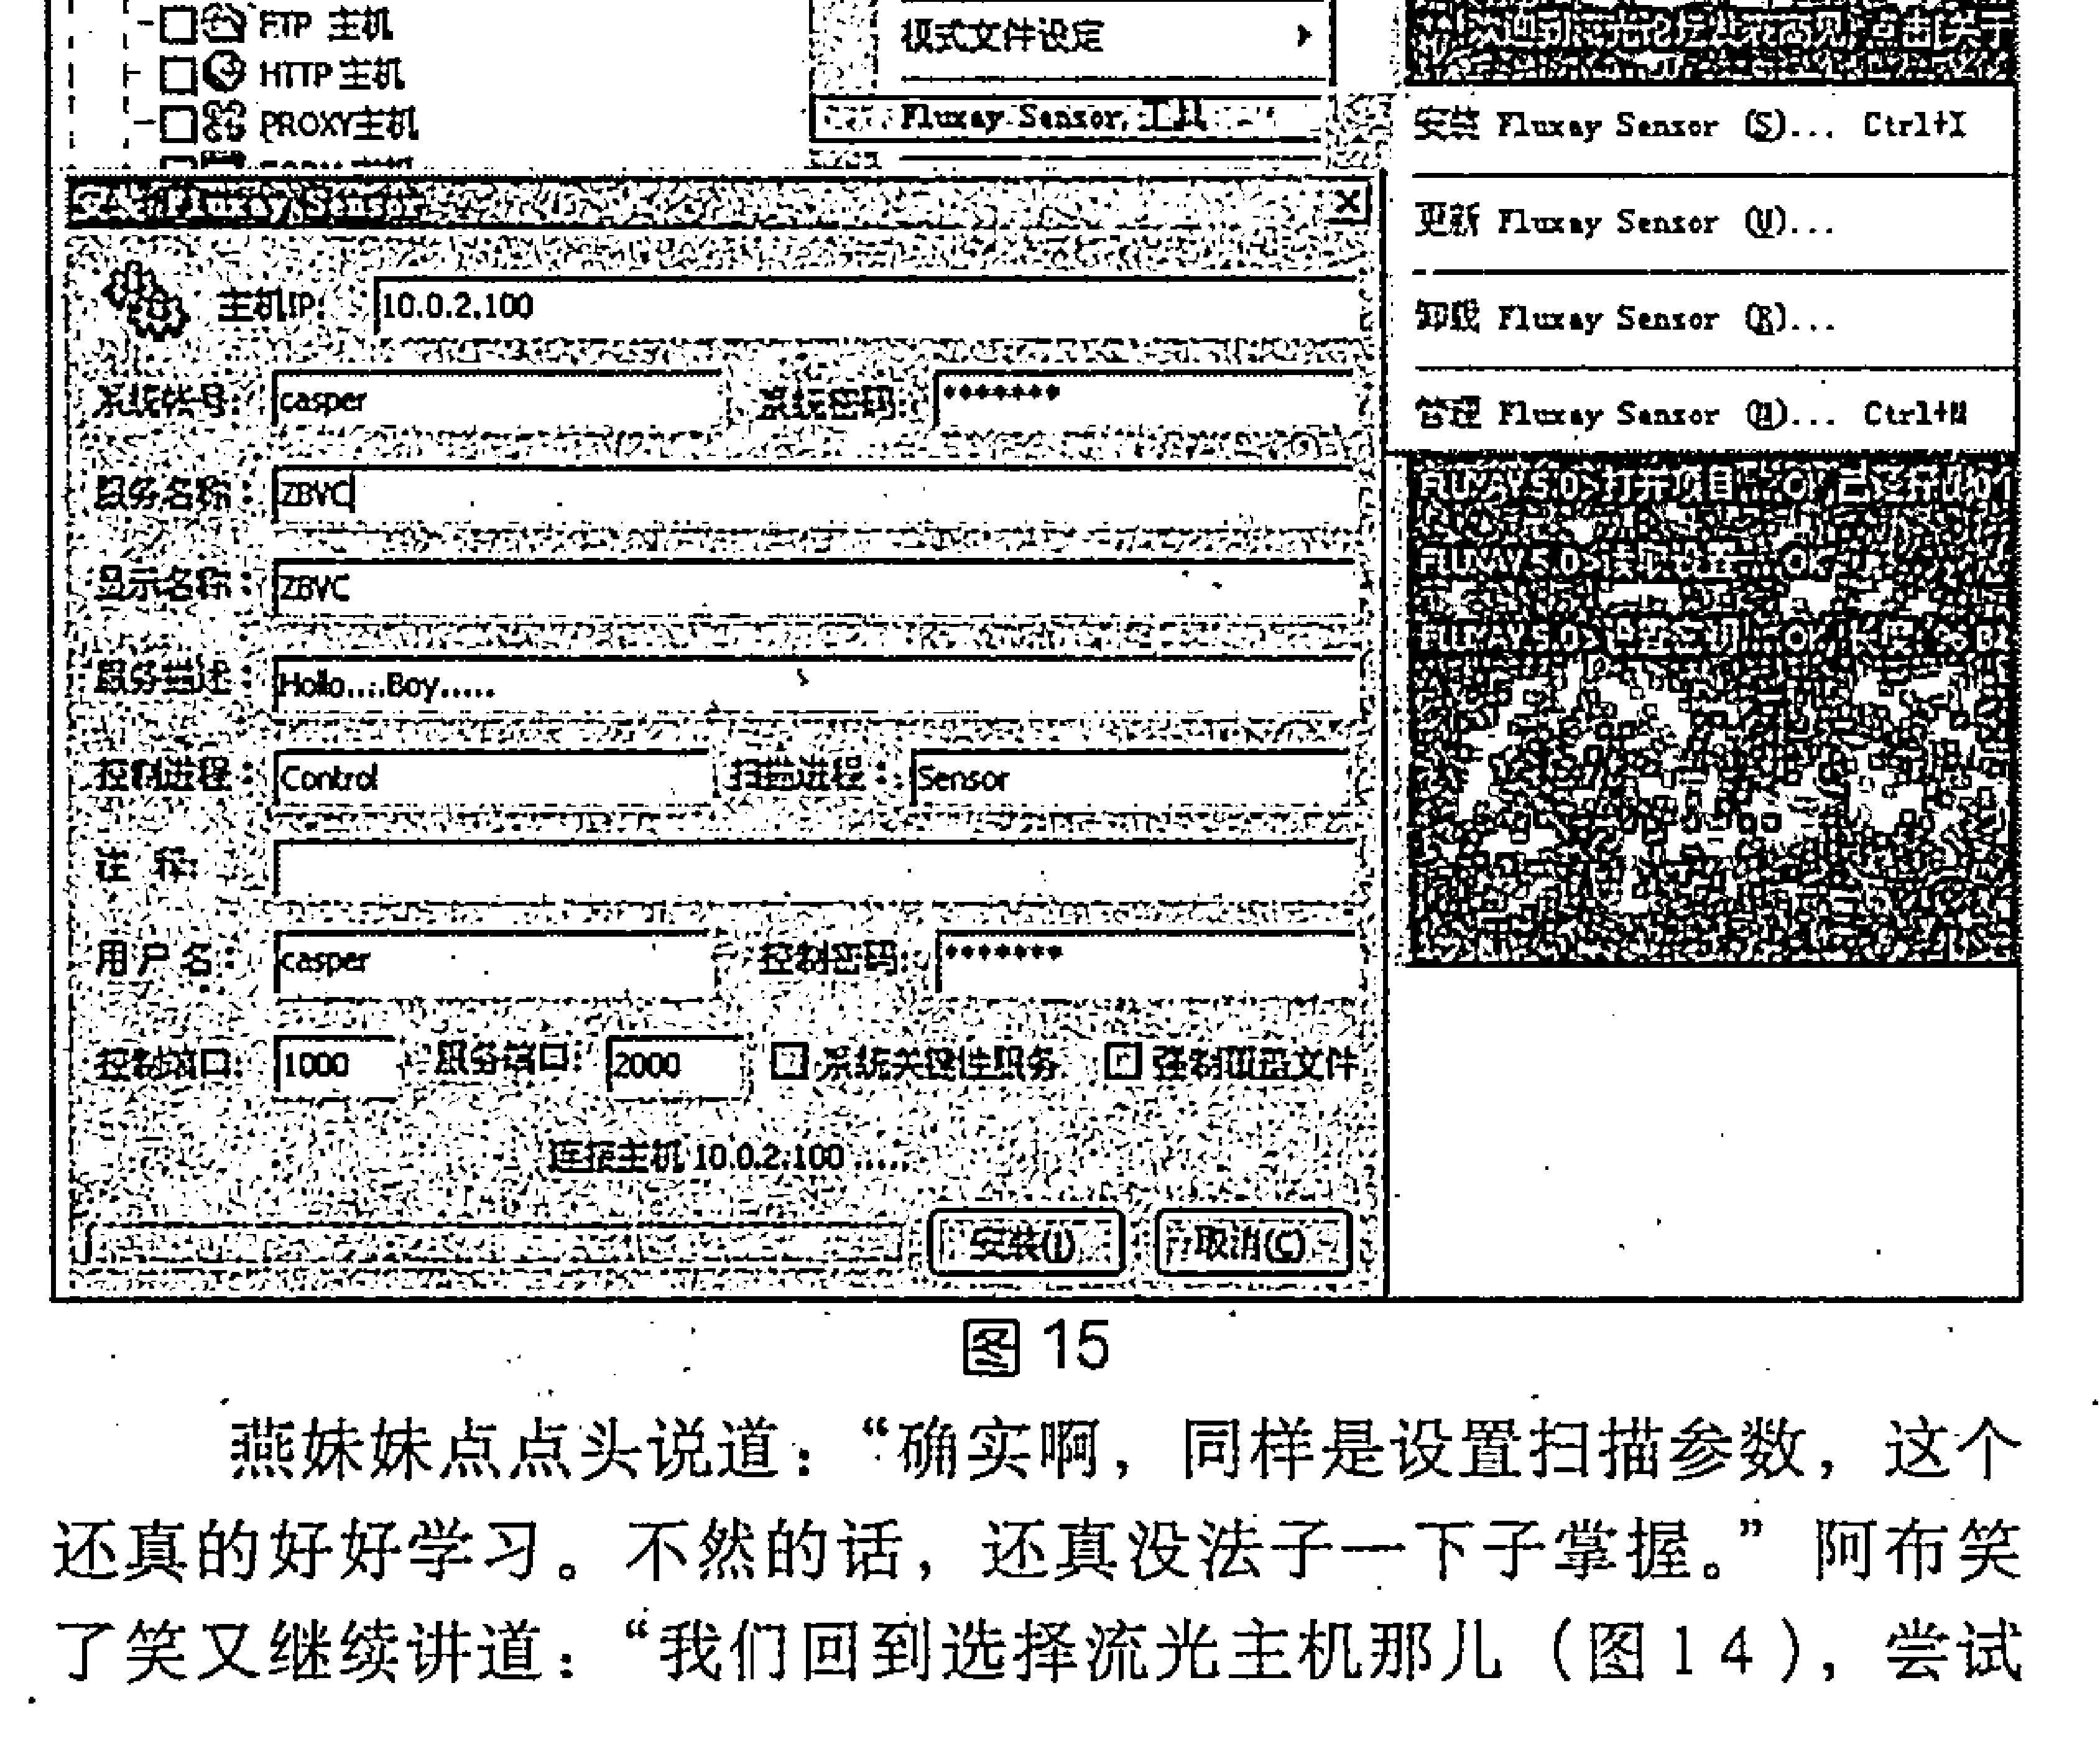 FTP 主机
HTTP 主机
PROXY主机
模式文件设定
Fluxay Sensor 工具
安装 Fluxay Sensor (S)... Ctrl+I
更新 Fluxay Sensor (U)...
卸载 Fluxay Sensor (R)...
管理 Fluxay Sensor (M)... Ctrl+M
安装 Fluxay Sensor
主机IP: 10.0.2.100
系统帐号: casper 系统密码: *******
服务名称: ZBVC
显示名称: ZBVC
服务描述: Hello.....Boy.....
控制进程: Control 扫描进程: Sensor
注 释:
用户名: casper 控制密码: *******
控制端口: 1000 服务端口: 2000 系统关键性服务 强制覆盖文件
连接主机 10.0.2.100 .....
安装(I) 取消(C)
图 15
燕妹妹点点头说道：“确实啊，同样是设置扫描参数，这个
还真的好好学习。不然的话，还真没法子一下子掌握。”阿布笑
了笑又继续讲道：“我们回到选择流光主机那儿（图14），尝试